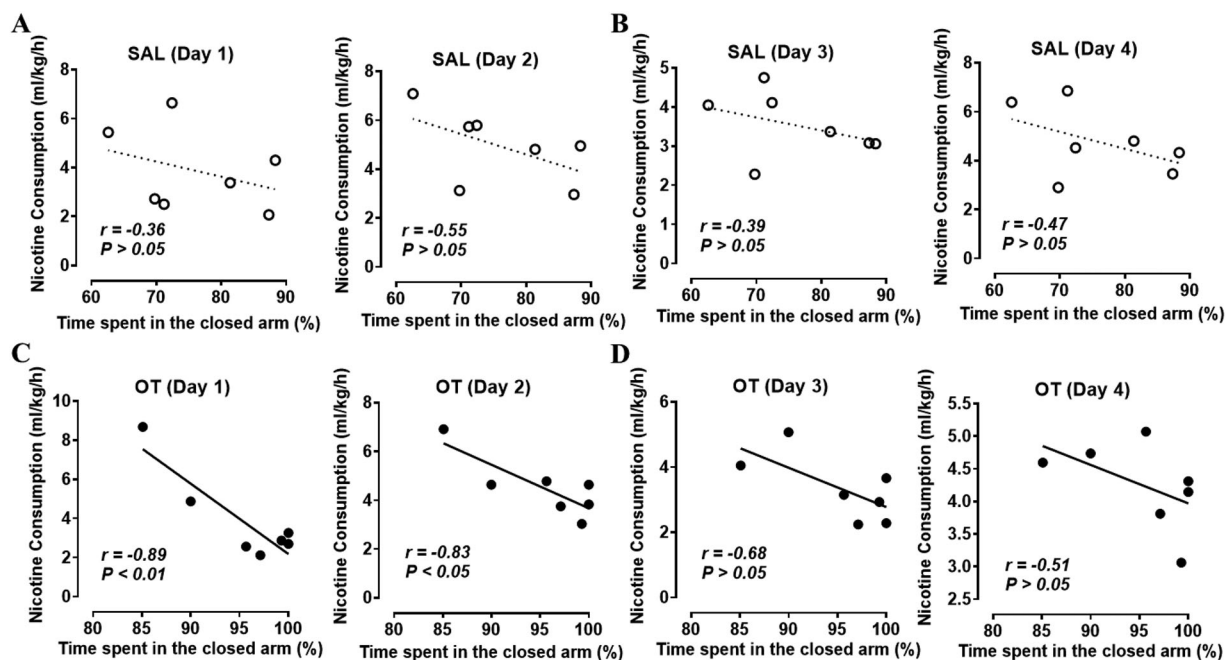 A
SAL (Day 1)
Nicotine Consumption (ml/kg/h)
8
6
4
2
0
r = -0.36
P > 0.05
60 70 80 90
Time spent in the closed arm (%)
SAL (Day 2)
Nicotine Consumption (ml/kg/h)
8
6
4
2
0
r = -0.55
P > 0.05
60 70 80 90
Time spent in the closed arm (%)
B
SAL (Day 3)
Nicotine Consumption (ml/kg/h)
5
4
3
2
1
0
r = -0.39
P > 0.05
60 70 80 90
Time spent in the closed arm (%)
SAL (Day 4)
Nicotine Consumption (ml/kg/h)
8
6
4
2
0
r = -0.47
P > 0.05
60 70 80 90
Time spent in the closed arm (%)
C
OT (Day 1)
Nicotine Consumption (ml/kg/h)
10
8
6
4
2
0
r = -0.89
P < 0.01
80 85 90 95 100
Time spent in the closed arm (%)
OT (Day 2)
Nicotine Consumption (ml/kg/h)
8
6
4
2
0
r = -0.83
P < 0.05
80 85 90 95 100
Time spent in the closed arm (%)
D
OT (Day 3)
Nicotine Consumption (ml/kg/h)
6
4
2
0
r = -0.68
P > 0.05
80 85 90 95 100
Time spent in the closed arm (%)
OT (Day 4)
Nicotine Consumption (ml/kg/h)
5.5
5.0
4.5
4.0
3.5
3.0
2.5
r = -0.51
P > 0.05
80 85 90 95 100
Time spent in the closed arm (%)